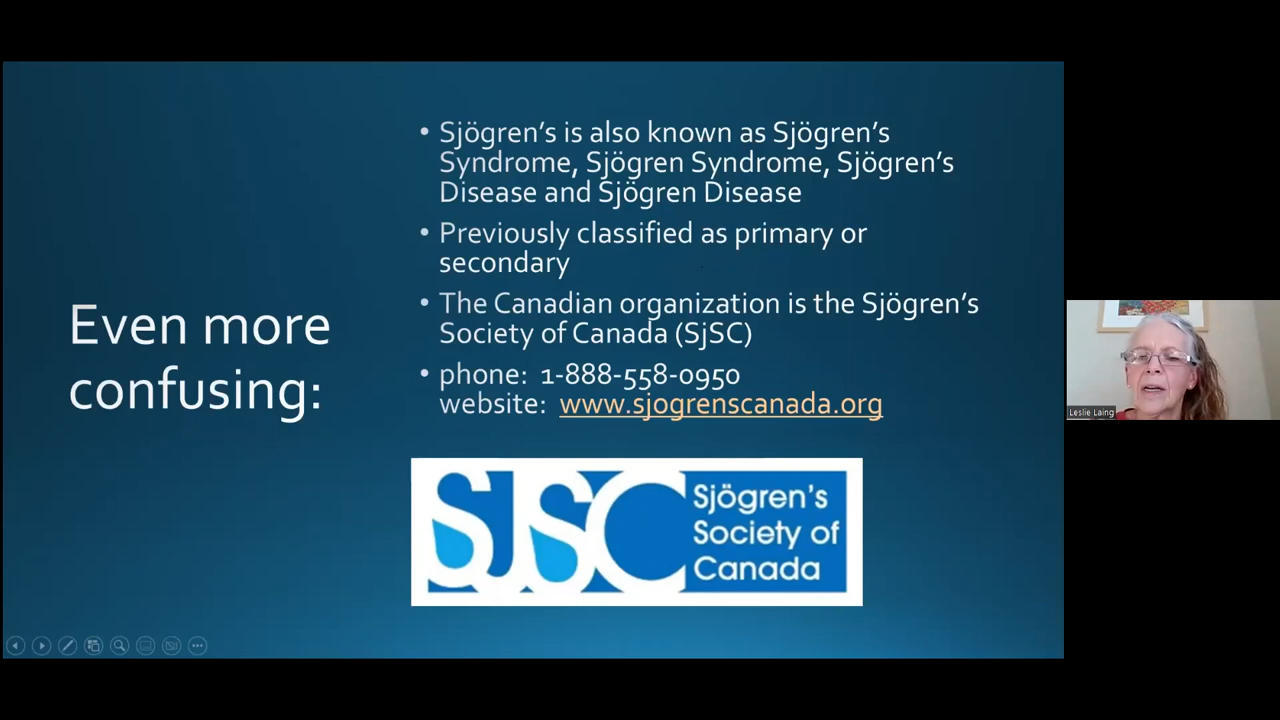 Even more
confusing:
• Sjögren's is also known as Sjögren's
Syndrome, Sjögren Syndrome, Sjögren's
Disease and Sjögren Disease
• Previously classified as primary or
secondary
• The Canadian organization is the Sjögren's
Society of Canada (SjSC)
• phone: 1-888-558-0950
website: www.sjogrenscanada.org
SJSC
Sjögren's
Society of
Canada
Leslie Laing